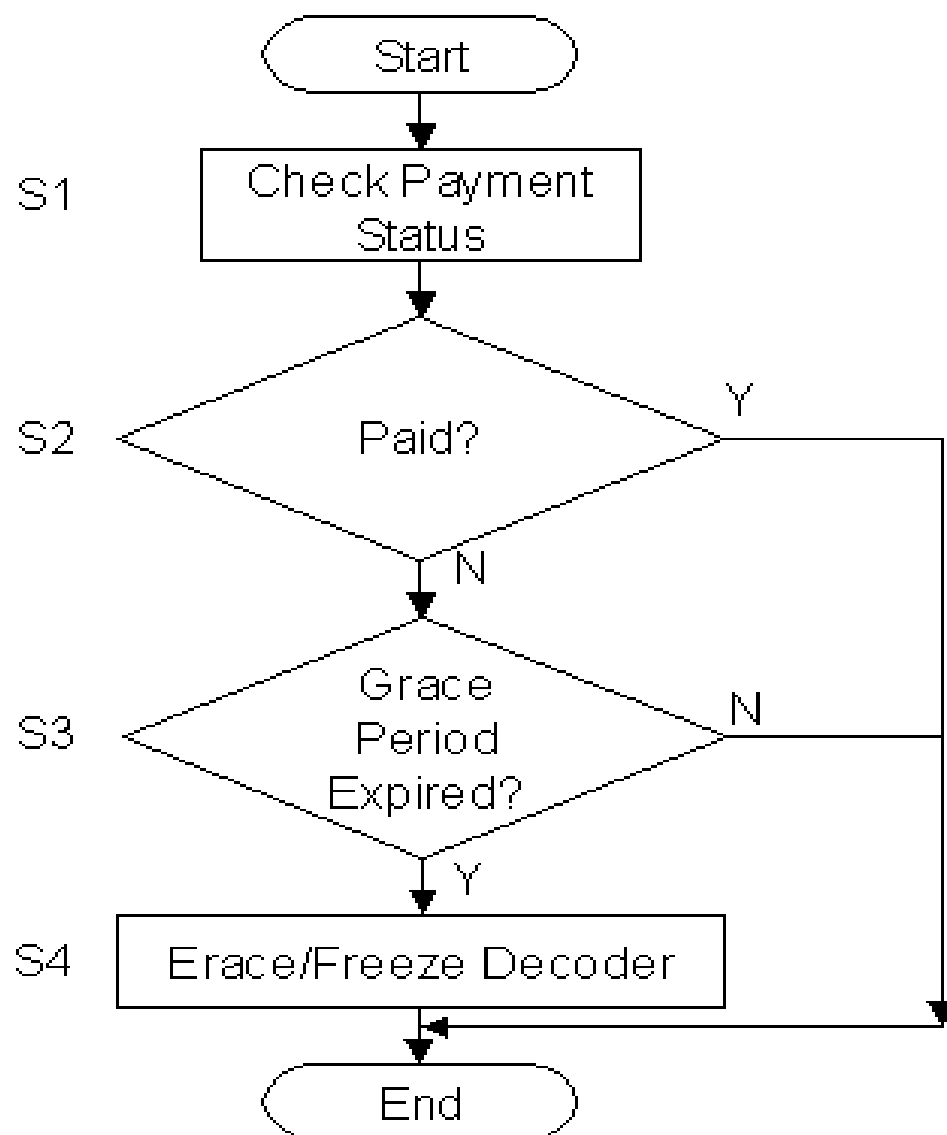 Start
S1
Check Payment
Status
S2
Paid?
Y
N
S3
Grace
Period
Expired?
N
Y
S4
Erace/Freeze Decoder
End